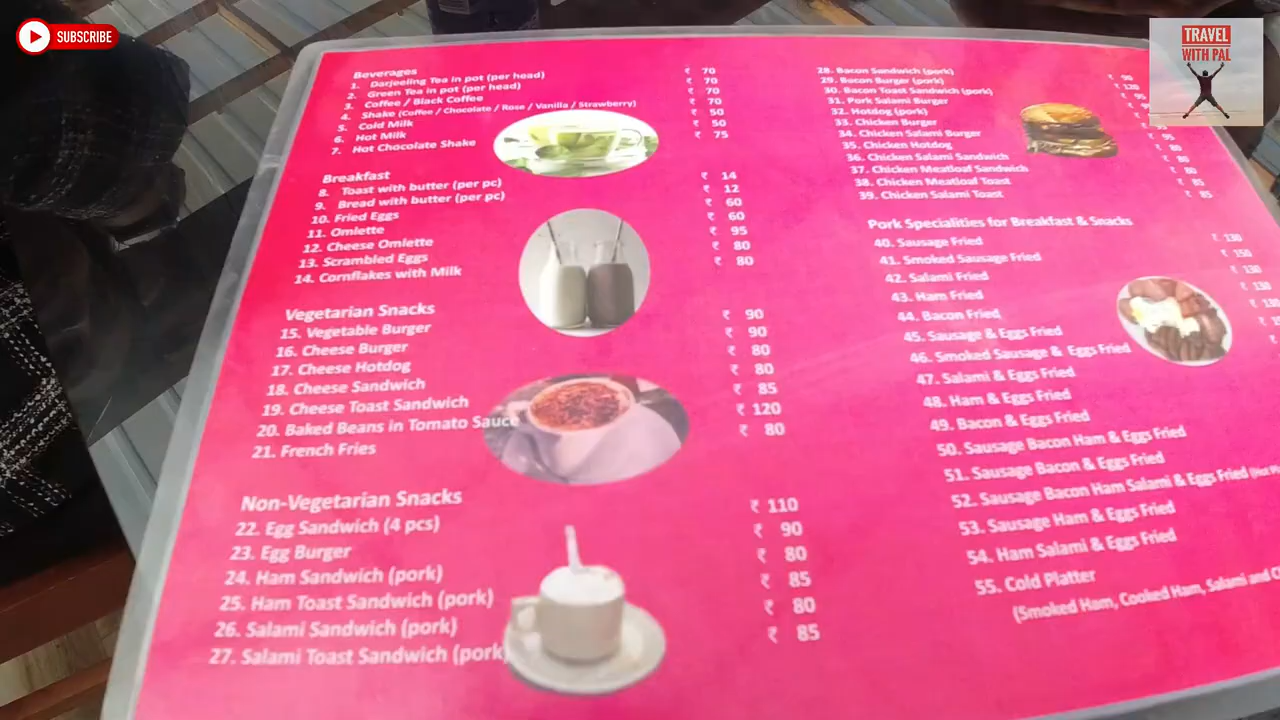 SUBSCRIBE
TRAVEL
WITH PAL
Beverages
1. Darjeeling Tea in pot (per head) ₹ 70
2. Green Tea in pot (per head) ₹ 70
3. Coffee / Black Coffee ₹ 70
4. Shake (Coffee / Chocolate / Rose / Vanilla / Strawberry) ₹ 70
5. Cold Milk ₹ 50
6. Hot Milk ₹ 50
7. Hot Chocolate Shake ₹ 75
Breakfast
8. Toast with butter (per pc) ₹ 14
9. Bread with butter (per pc) ₹ 12
10. Fried Eggs ₹ 60
11. Omlette ₹ 60
12. Cheese Omlette ₹ 95
13. Scrambled Eggs ₹ 80
14. Cornflakes with Milk ₹ 80
Vegetarian Snacks
15. Vegetable Burger ₹ 90
16. Cheese Burger ₹ 90
17. Cheese Hotdog ₹ 80
18. Cheese Sandwich ₹ 80
19. Cheese Toast Sandwich ₹ 85
20. Baked Beans in Tomato Sauce ₹ 120
21. French Fries ₹ 80
Non-Vegetarian Snacks
22. Egg Sandwich (4 pcs) ₹ 110
23. Egg Burger ₹ 90
24. Ham Sandwich (pork) ₹ 80
25. Ham Toast Sandwich (pork) ₹ 85
26. Salami Sandwich (pork) ₹ 80
27. Salami Toast Sandwich (pork) ₹ 85
28. Bacon Sandwich (pork)
29. Bacon Burger (pork)
30. Bacon Toast Sandwich (pork)
31. Pork Salami Burger
32. Hotdog (pork)
33. Chicken Burger
34. Chicken Salami Burger
35. Chicken Hotdog
36. Chicken Salami Sandwich
37. Chicken Meatloaf Sandwich
38. Chicken Meatloaf Toast
39. Chicken Salami Toast ₹ 85
Pork Specialities for Breakfast & Snacks
40. Sausage Fried ₹ 130
41. Smoked Sausage Fried ₹ 150
42. Salami Fried ₹ 130
43. Ham Fried ₹ 130
44. Bacon Fried
45. Sausage & Eggs Fried
46. Smoked Sausage & Eggs Fried
47. Salami & Eggs Fried
48. Ham & Eggs Fried
49. Bacon & Eggs Fried
50. Sausage Bacon Ham & Eggs Fried
51. Sausage Bacon & Eggs Fried
52. Sausage Bacon Ham Salami & Eggs Fried
53. Sausage Ham & Eggs Fried
54. Ham Salami & Eggs Fried
55. Cold Platter
(Smoked Ham, Cooked Ham, Salami and